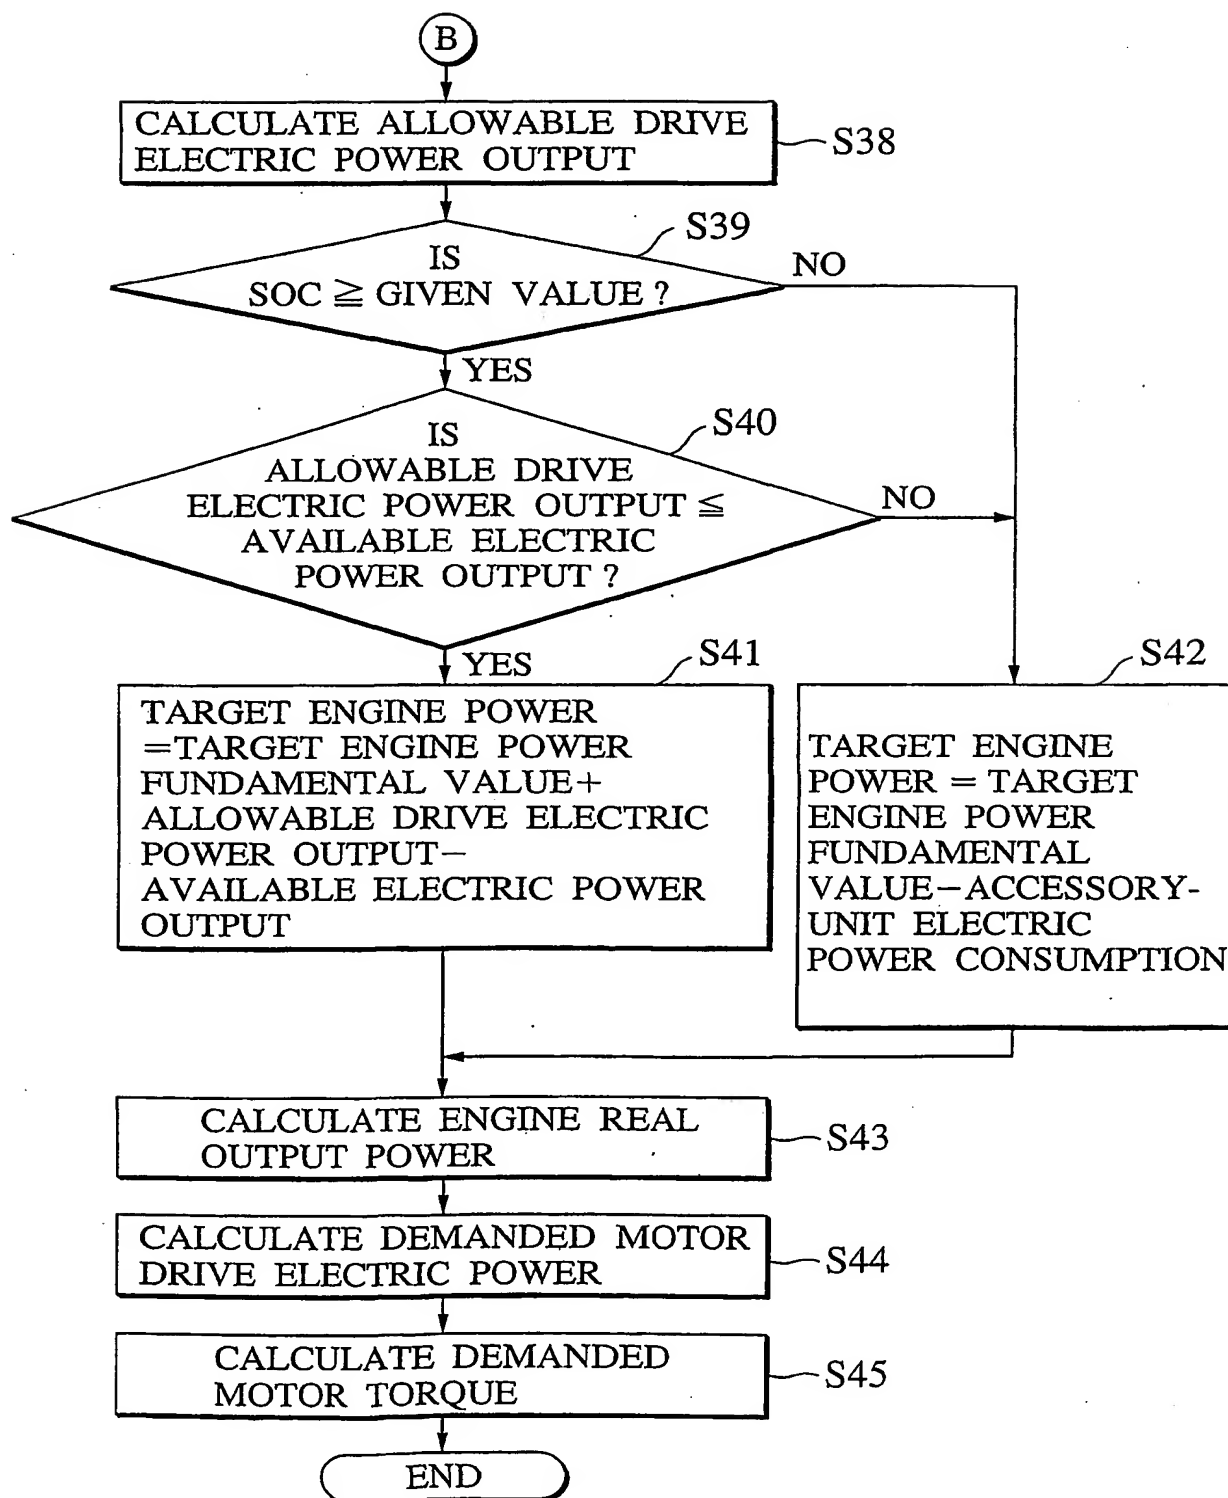 B
CALCULATE ALLOWABLE DRIVE
ELECTRIC POWER OUTPUT
S38
S39
IS
SOC ≧ GIVEN VALUE ?
NO
YES
S40
IS
ALLOWABLE DRIVE
ELECTRIC POWER OUTPUT ≦
AVAILABLE ELECTRIC
POWER OUTPUT ?
NO
YES
S41
TARGET ENGINE POWER
=TARGET ENGINE POWER
FUNDAMENTAL VALUE+
ALLOWABLE DRIVE ELECTRIC
POWER OUTPUT−
AVAILABLE ELECTRIC POWER
OUTPUT
S42
TARGET ENGINE
POWER = TARGET
ENGINE POWER
FUNDAMENTAL
VALUE−ACCESSORY-
UNIT ELECTRIC
POWER CONSUMPTION
CALCULATE ENGINE REAL
OUTPUT POWER
S43
CALCULATE DEMANDED MOTOR
DRIVE ELECTRIC POWER
S44
CALCULATE DEMANDED
MOTOR TORQUE
S45
END